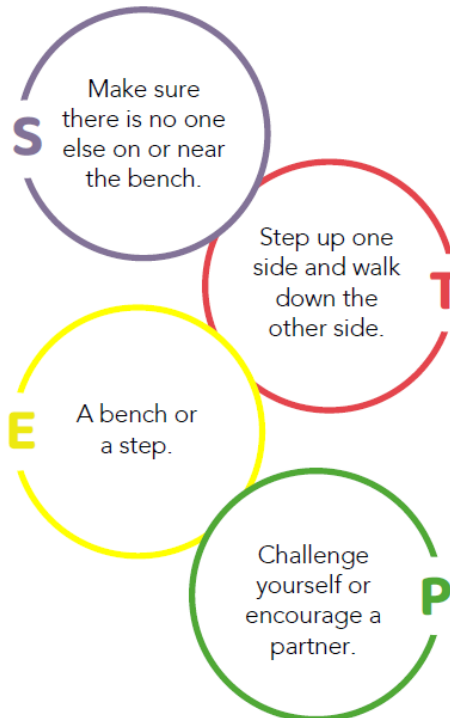 S
Make sure
there is no one
else on or near
the bench.
T
Step up one
side and walk
down the
other side.
E
A bench or
a step.
P
Challenge
yourself or
encourage a
partner.